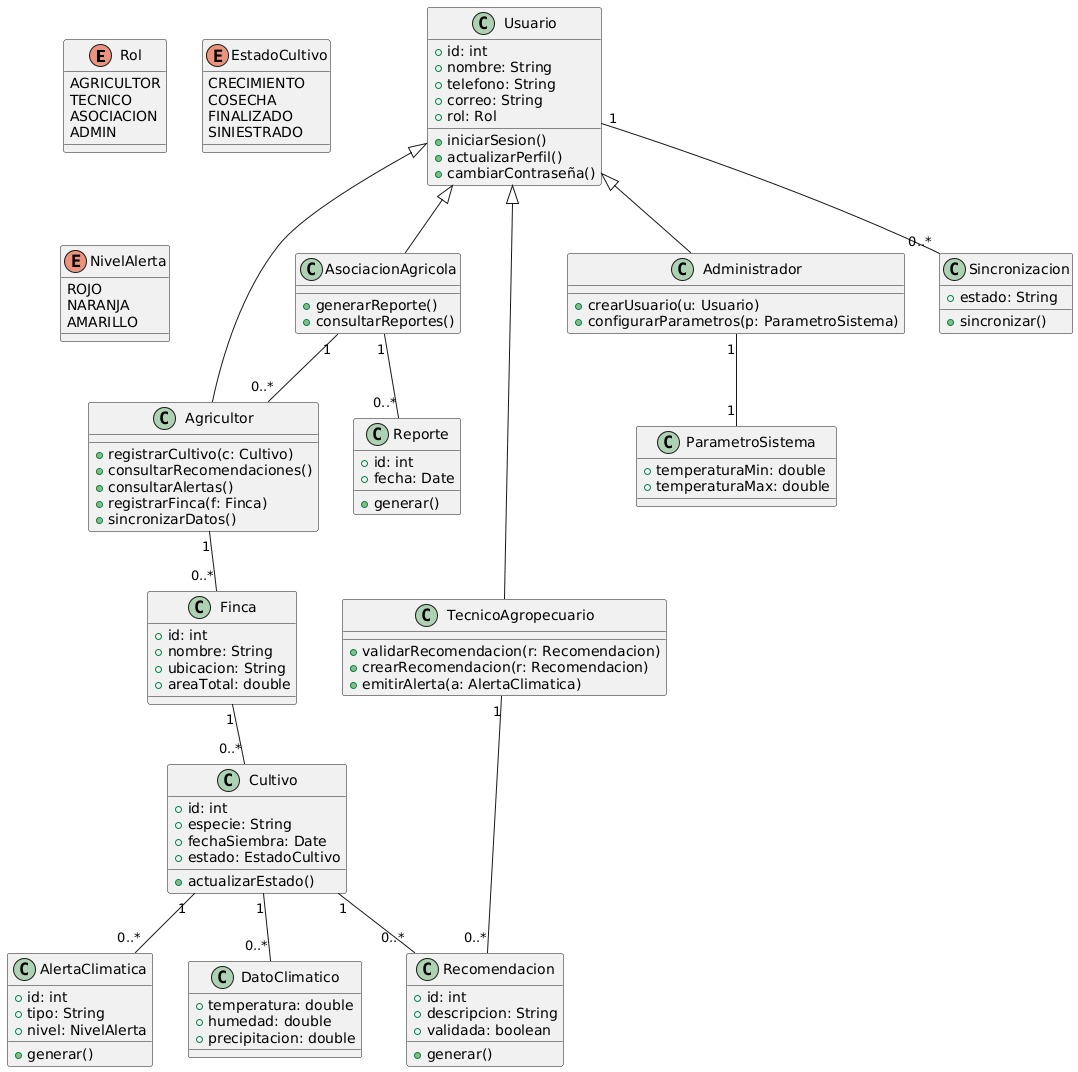 Usuario
id: int
nombre: String
telefono: String
correo: String
rol: Rol
iniciarSesion()
actualizarPerfil()
cambiarContraseña()
Rol
AGRICULTOR
TECNICO
ASOCIACION
ADMIN
EstadoCultivo
CRECIMIENTO
COSECHA
FINALIZADO
SINIESTRADO
1
0..*
NivelAlerta
ROJO
NARANJA
AMARILLO
AsociacionAgricola
generarReporte()
consultarReportes()
Administrador
crearUsuario(u: Usuario)
configurarParametros(p: ParametroSistema)
Sincronizacion
estado: String
sincronizar()
1
0..*
1
0..*
1
1
Agricultor
registrarCultivo(c: Cultivo)
consultarRecomendaciones()
consultarAlertas()
registrarFinca(f: Finca)
sincronizarDatos()
Reporte
id: int
fecha: Date
generar()
ParametroSistema
temperaturaMin: double
temperaturaMax: double
1
0..*
Finca
id: int
nombre: String
ubicacion: String
areaTotal: double
TecnicoAgropecuario
validarRecomendacion(r: Recomendacion)
crearRecomendacion(r: Recomendacion)
emitirAlerta(a: AlertaClimatica)
1
0..*
1
0..*
Cultivo
id: int
especie: String
fechaSiembra: Date
estado: EstadoCultivo
actualizarEstado()
1
0..*
1
0..*
1
0..*
AlertaClimatica
id: int
tipo: String
nivel: NivelAlerta
generar()
DatoClimatico
temperatura: double
humedad: double
precipitacion: double
Recomendacion
id: int
descripcion: String
validada: boolean
generar()